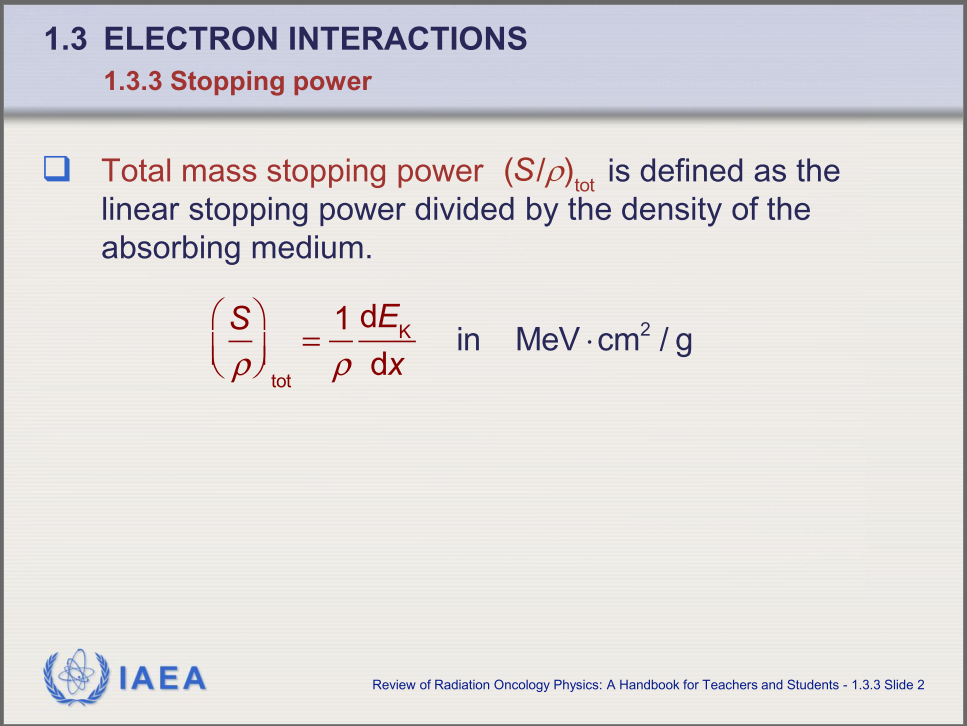 1.3 ELECTRON INTERACTIONS
1.3.3 Stopping power
Total mass stopping power (S/ρ)tot is defined as the
linear stopping power divided by the density of the
absorbing medium.
(S/ρ)tot = 1/ρ dEK/dx in MeV · cm² / g
IAEA
Review of Radiation Oncology Physics: A Handbook for Teachers and Students - 1.3.3 Slide 2